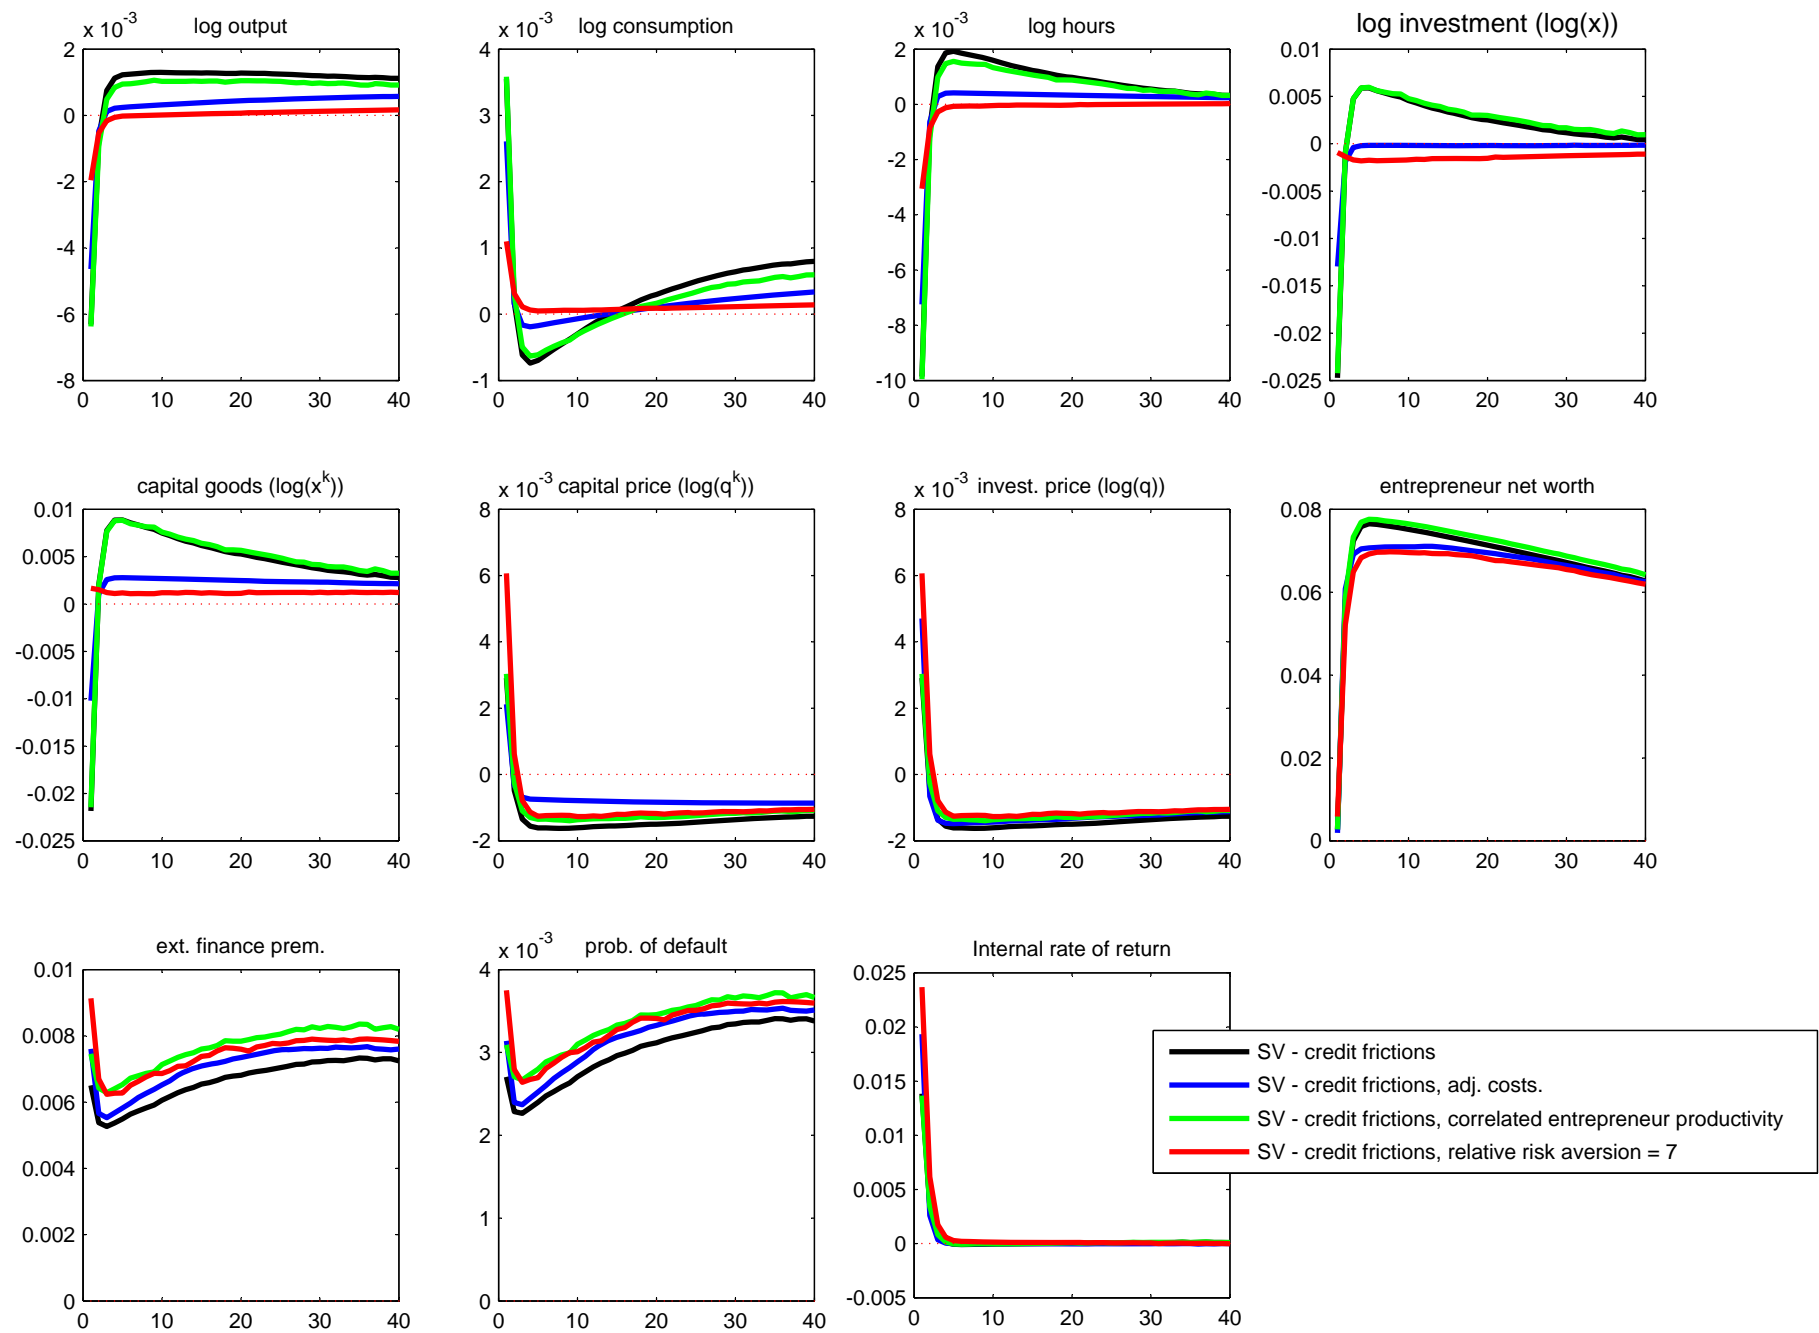 x 10^-3 log output
2
0
-2
-4
-6
-8
0 10 20 30 40
x 10^-3 log consumption
4
3
2
1
0
-1
0 10 20 30 40
x 10^-3 log hours
2
0
-2
-4
-6
-8
-10
0 10 20 30 40
log investment (log(x))
0.01
0.005
0
-0.005
-0.01
-0.015
-0.02
-0.025
0 10 20 30 40
capital goods (log(x^k))
0.01
0.005
0
-0.005
-0.01
-0.015
-0.02
-0.025
0 10 20 30 40
x 10^-3 capital price (log(q^k))
8
6
4
2
0
-2
0 10 20 30 40
x 10^-3 invest. price (log(q))
8
6
4
2
0
-2
0 10 20 30 40
entrepreneur net worth
0.08
0.06
0.04
0.02
0
0 10 20 30 40
ext. finance prem.
0.01
0.008
0.006
0.004
0.002
0
0 10 20 30 40
x 10^-3 prob. of default
4
3
2
1
0
0 10 20 30 40
Internal rate of return
0.025
0.02
0.015
0.01
0.005
0
-0.005
0 10 20 30 40
SV - credit frictions
SV - credit frictions, adj. costs.
SV - credit frictions, correlated entrepreneur productivity
SV - credit frictions, relative risk aversion = 7